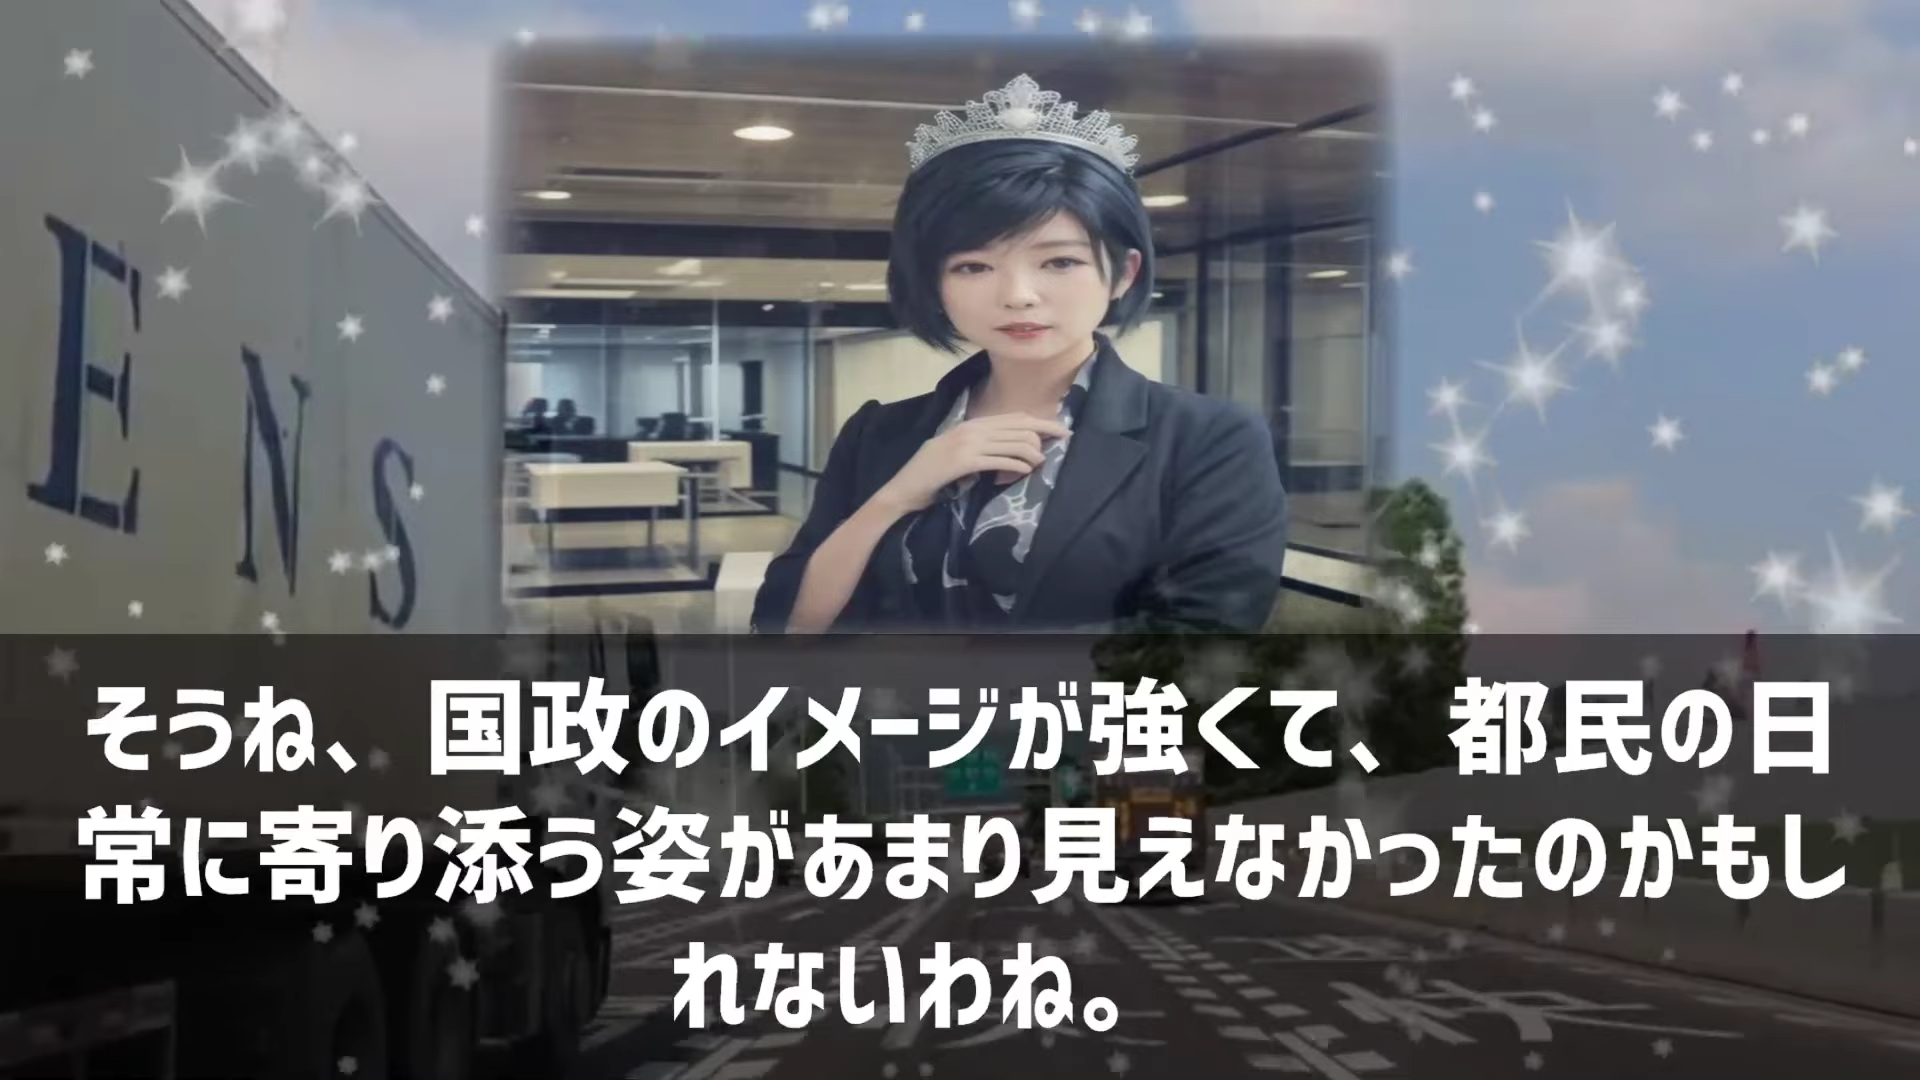 ENS
そうね、国政のイメージが強くて、都民の日
常に寄り添う姿があまり見えなかったのかもし
れないわね。